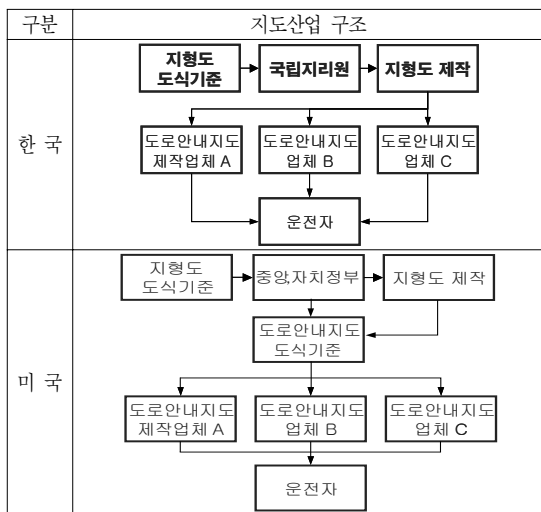 구분 지도산업 구조
지형도
도식기준
국립지리원
지형도 제작
한 국
도로안내지도
제작업체 A
도로안내지도
업체 B
도로안내지도
업체 C
운전자
지형도
도식기준
중앙,자치정부
지형도 제작
도로안내지도
도식기준
미 국
도로안내지도
제작업체 A
도로안내지도
업체 B
도로안내지도
업체 C
운전자